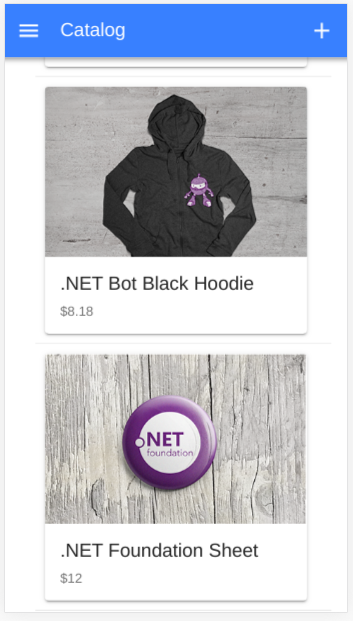 Catalog
.NET Bot Black Hoodie
$8.18
.NET
foundation
.NET Foundation Sheet
$12